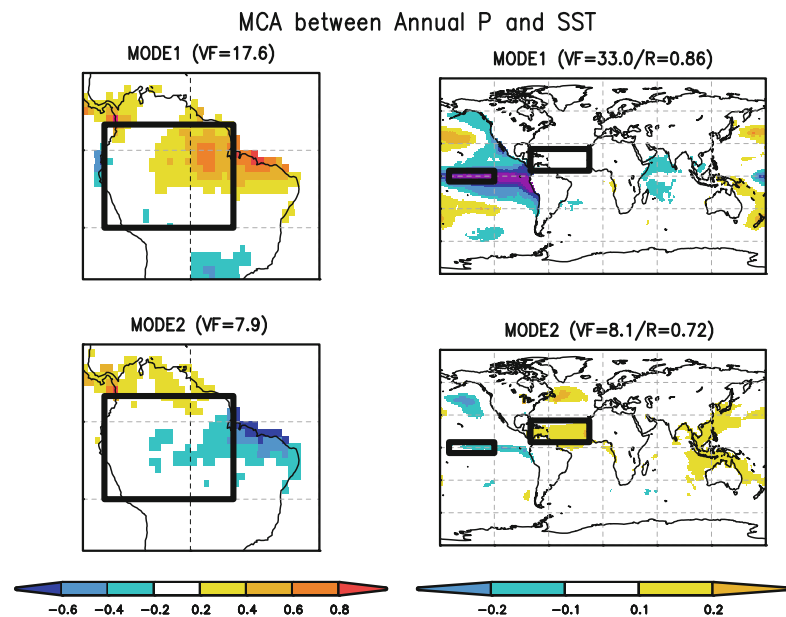 MCA between Annual P and SST
MODE1 (VF=17.6)
MODE1 (VF=33.0/R=0.86)
MODE2 (VF=7.9)
MODE2 (VF=8.1/R=0.72)
-0.6 -0.4 -0.2 0.2 0.4 0.6 0.8
-0.2 -0.1 0.1 0.2